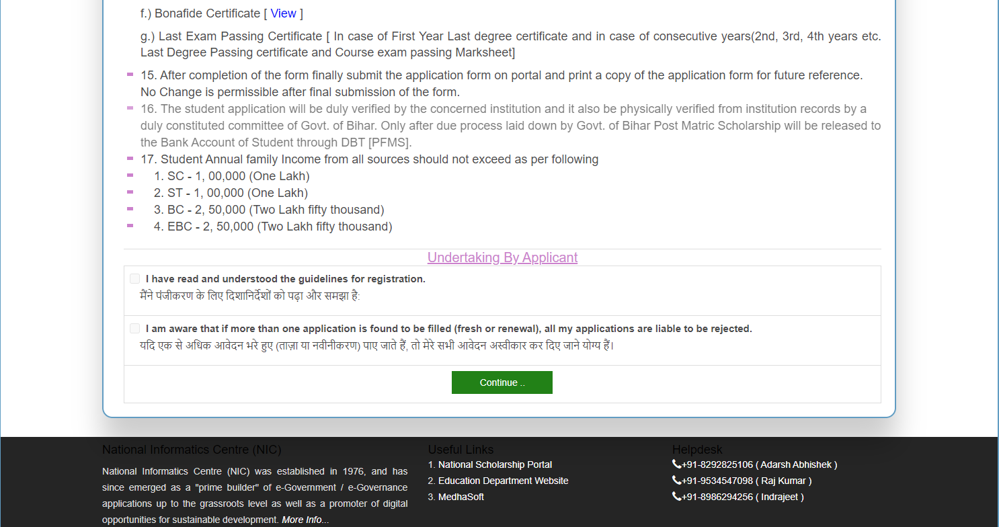 f.) Bonafide Certificate [ View ]
g.) Last Exam Passing Certificate [ In case of First Year Last degree certificate and in case of consecutive years(2nd, 3rd, 4th years etc.
Last Degree Passing certificate and Course exam passing Marksheet]
15. After completion of the form finally submit the application form on portal and print a copy of the application form for future reference.
No Change is permissible after final submission of the form.
16. The student application will be duly verified by the concerned institution and it also be physically verified from institution records by a
duly constituted committee of Govt. of Bihar. Only after due process laid down by Govt. of Bihar Post Matric Scholarship will be released to
the Bank Account of Student through DBT [PFMS].
17. Student Annual family Income from all sources should not exceed as per following
1. SC - 1, 00,000 (One Lakh)
2. ST - 1, 00,000 (One Lakh)
3. BC - 2, 50,000 (Two Lakh fifty thousand)
4. EBC - 2, 50,000 (Two Lakh fifty thousand)
Undertaking By Applicant
I have read and understood the guidelines for registration.
मैंने पंजीकरण के लिए दिशानिर्देशों को पढ़ा और समझा है:
I am aware that if more than one application is found to be filled (fresh or renewal), all my applications are liable to be rejected.
यदि एक से अधिक आवेदन भरे हुए (ताज़ा या नवीनीकरण) पाए जाते हैं, तो मेरे सभी आवेदन अस्वीकार कर दिए जाने योग्य हैं।
Continue ..
National Informatics Centre (NIC)
National Informatics Centre (NIC) was established in 1976, and has
since emerged as a "prime builder" of e-Government / e-Governance
applications up to the grassroots level as well as a promoter of digital
opportunities for sustainable development. More Info...
Useful Links
1. National Scholarship Portal
2. Education Department Website
3. MedhaSoft
Helpdesk
+91-8292825106 ( Adarsh Abhishek )
+91-9534547098 ( Raj Kumar )
+91-8986294256 ( Indrajeet )